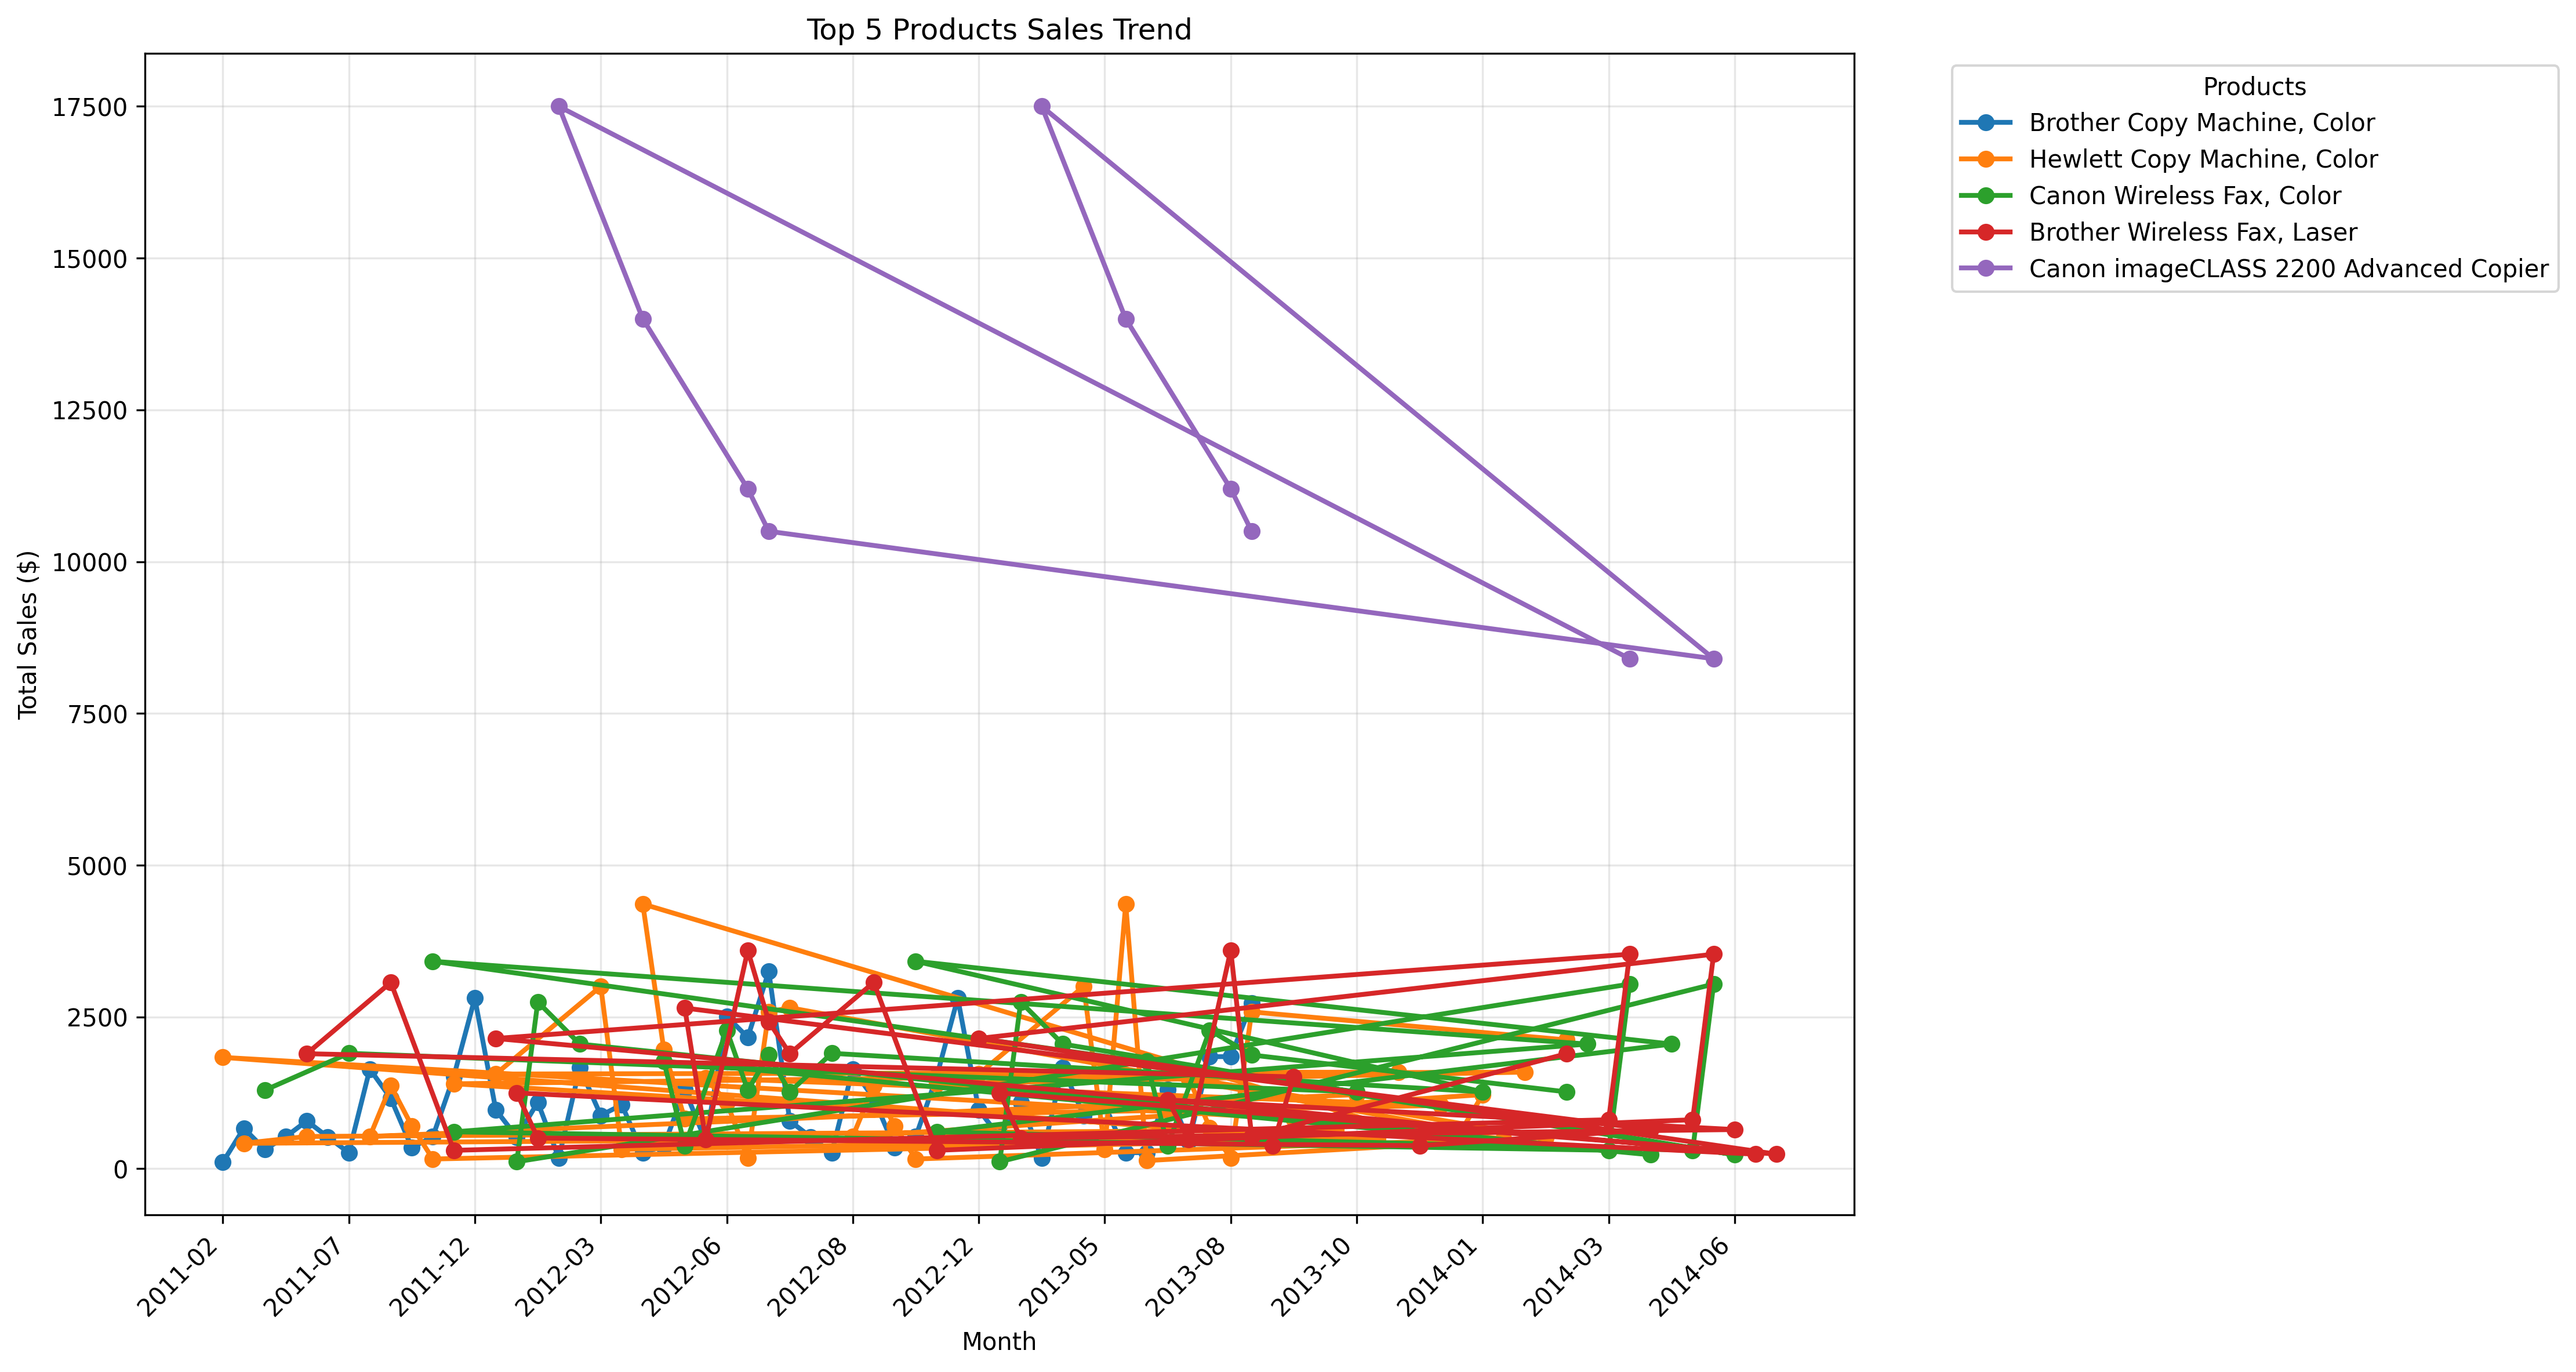 Top 5 Products Sales Trend
Products
Brother Copy Machine, Color
Hewlett Copy Machine, Color
Canon Wireless Fax, Color
Brother Wireless Fax, Laser
Canon imageCLASS 2200 Advanced Copier
Total Sales ($)
17500
15000
12500
10000
7500
5000
2500
0
2011-02
2011-07
2011-12
2012-03
2012-06
2012-08
2012-12
2013-05
2013-08
2013-10
2014-01
2014-03
2014-06
Month